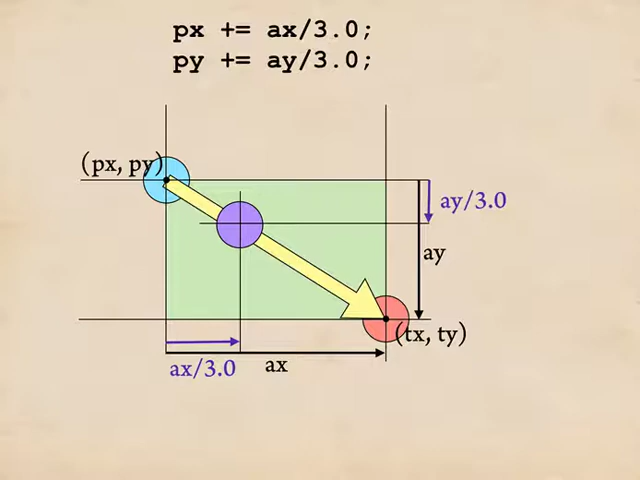 px += ax/3.0;
py += ay/3.0;
(px, py)
ay/3.0
ay
(tx, ty)
ax/3.0
ax